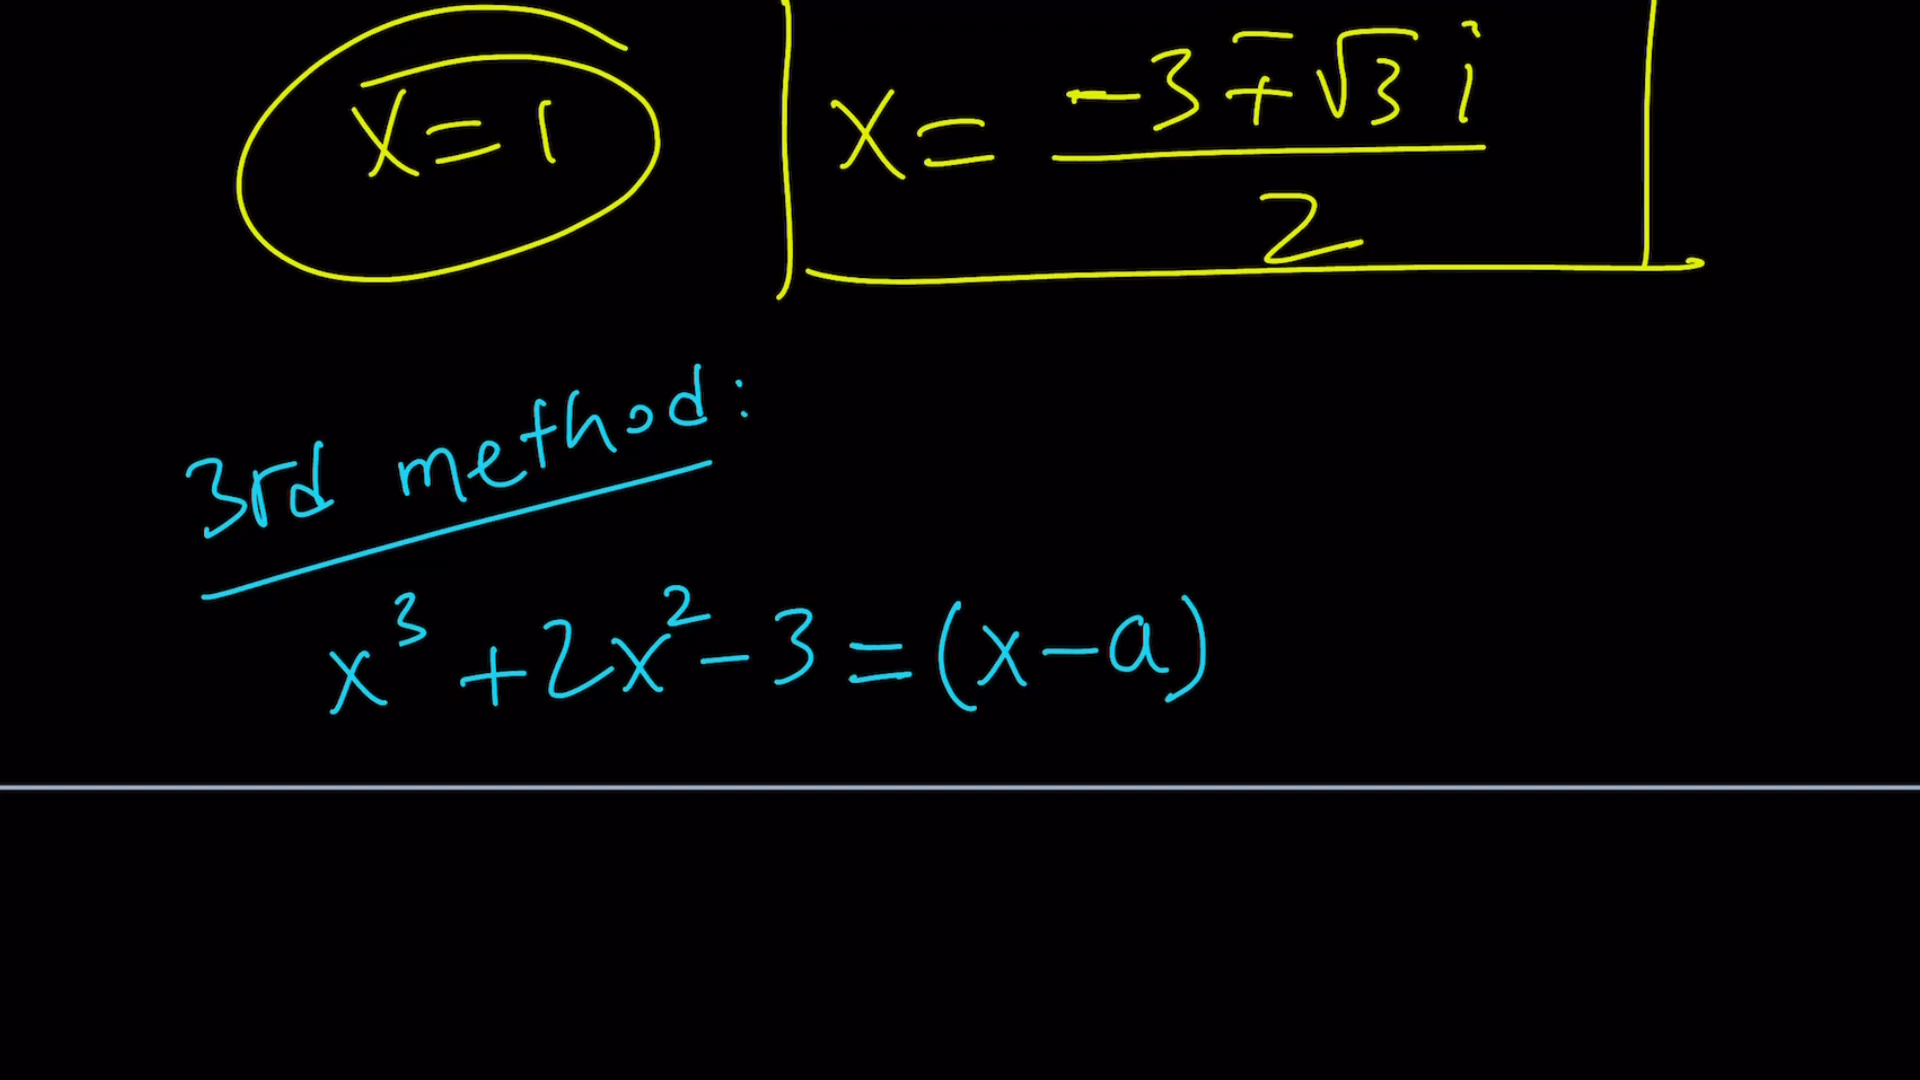 x = 1
x = (-3 ∓ √3 i) / 2
3rd method:
x³ + 2x² - 3 = (x - a)